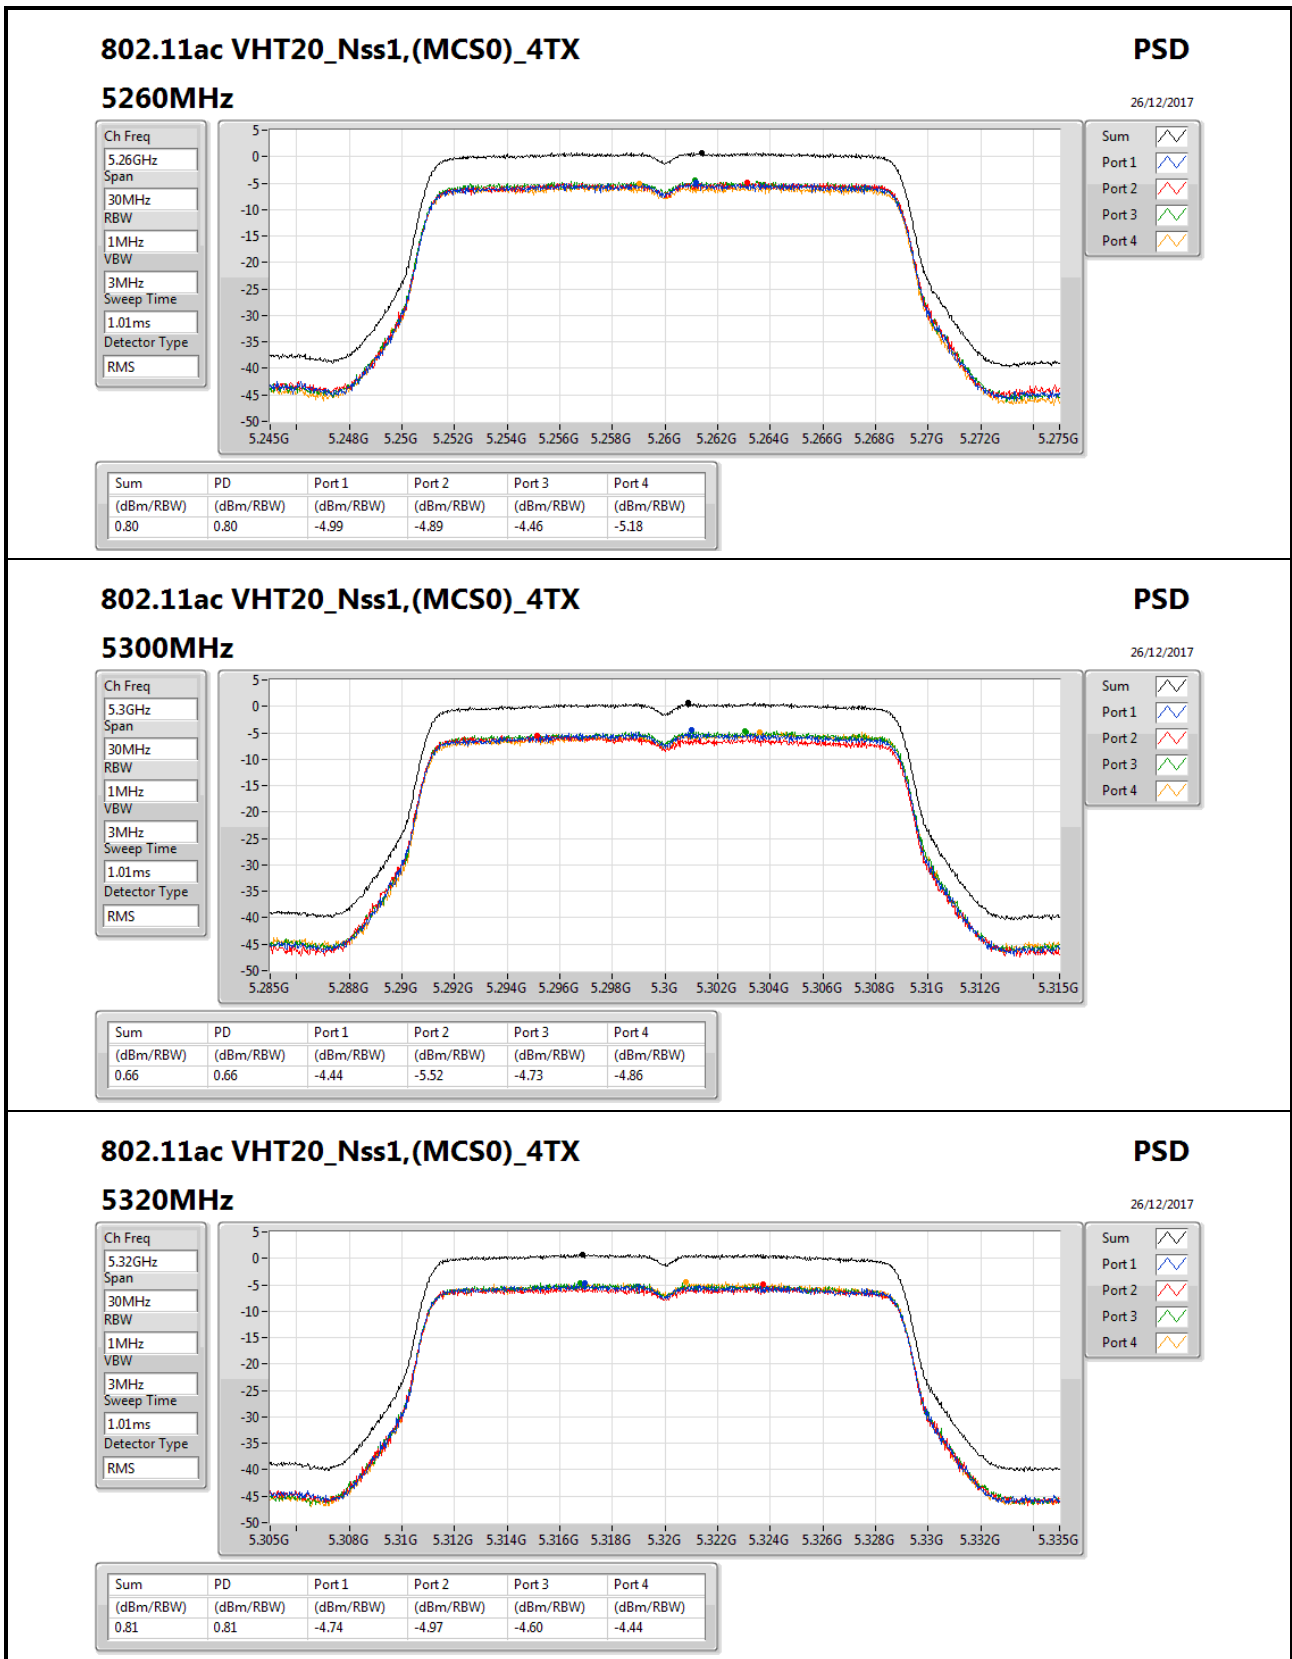 802.11ac VHT20_Nss1,(MCS0)_4TX PSD
5260MHz 26/12/2017
Ch Freq
5.26GHz
Span
30MHz
RBW
1MHz
VBW
3MHz
Sweep Time
1.01ms
Detector Type
RMS
5
0
-5
-10
-15
-20
-25
-30
-35
-40
-45
-50
5.245G 5.248G 5.25G 5.252G 5.254G 5.256G 5.258G 5.26G 5.262G 5.264G 5.266G 5.268G 5.27G 5.272G 5.275G
Sum
Port 1
Port 2
Port 3
Port 4
Sum PD Port 1 Port 2 Port 3 Port 4
(dBm/RBW) (dBm/RBW) (dBm/RBW) (dBm/RBW) (dBm/RBW) (dBm/RBW)
0.80 0.80 -4.99 -4.89 -4.46 -5.18
802.11ac VHT20_Nss1,(MCS0)_4TX PSD
5300MHz 26/12/2017
Ch Freq
5.3GHz
Span
30MHz
RBW
1MHz
VBW
3MHz
Sweep Time
1.01ms
Detector Type
RMS
5
0
-5
-10
-15
-20
-25
-30
-35
-40
-45
-50
5.285G 5.288G 5.29G 5.292G 5.294G 5.296G 5.298G 5.3G 5.302G 5.304G 5.306G 5.308G 5.31G 5.312G 5.315G
Sum
Port 1
Port 2
Port 3
Port 4
Sum PD Port 1 Port 2 Port 3 Port 4
(dBm/RBW) (dBm/RBW) (dBm/RBW) (dBm/RBW) (dBm/RBW) (dBm/RBW)
0.66 0.66 -4.44 -5.52 -4.73 -4.86
802.11ac VHT20_Nss1,(MCS0)_4TX PSD
5320MHz 26/12/2017
Ch Freq
5.32GHz
Span
30MHz
RBW
1MHz
VBW
3MHz
Sweep Time
1.01ms
Detector Type
RMS
5
0
-5
-10
-15
-20
-25
-30
-35
-40
-45
-50
5.305G 5.308G 5.31G 5.312G 5.314G 5.316G 5.318G 5.32G 5.322G 5.324G 5.326G 5.328G 5.33G 5.332G 5.335G
Sum
Port 1
Port 2
Port 3
Port 4
Sum PD Port 1 Port 2 Port 3 Port 4
(dBm/RBW) (dBm/RBW) (dBm/RBW) (dBm/RBW) (dBm/RBW) (dBm/RBW)
0.81 0.81 -4.74 -4.97 -4.60 -4.44